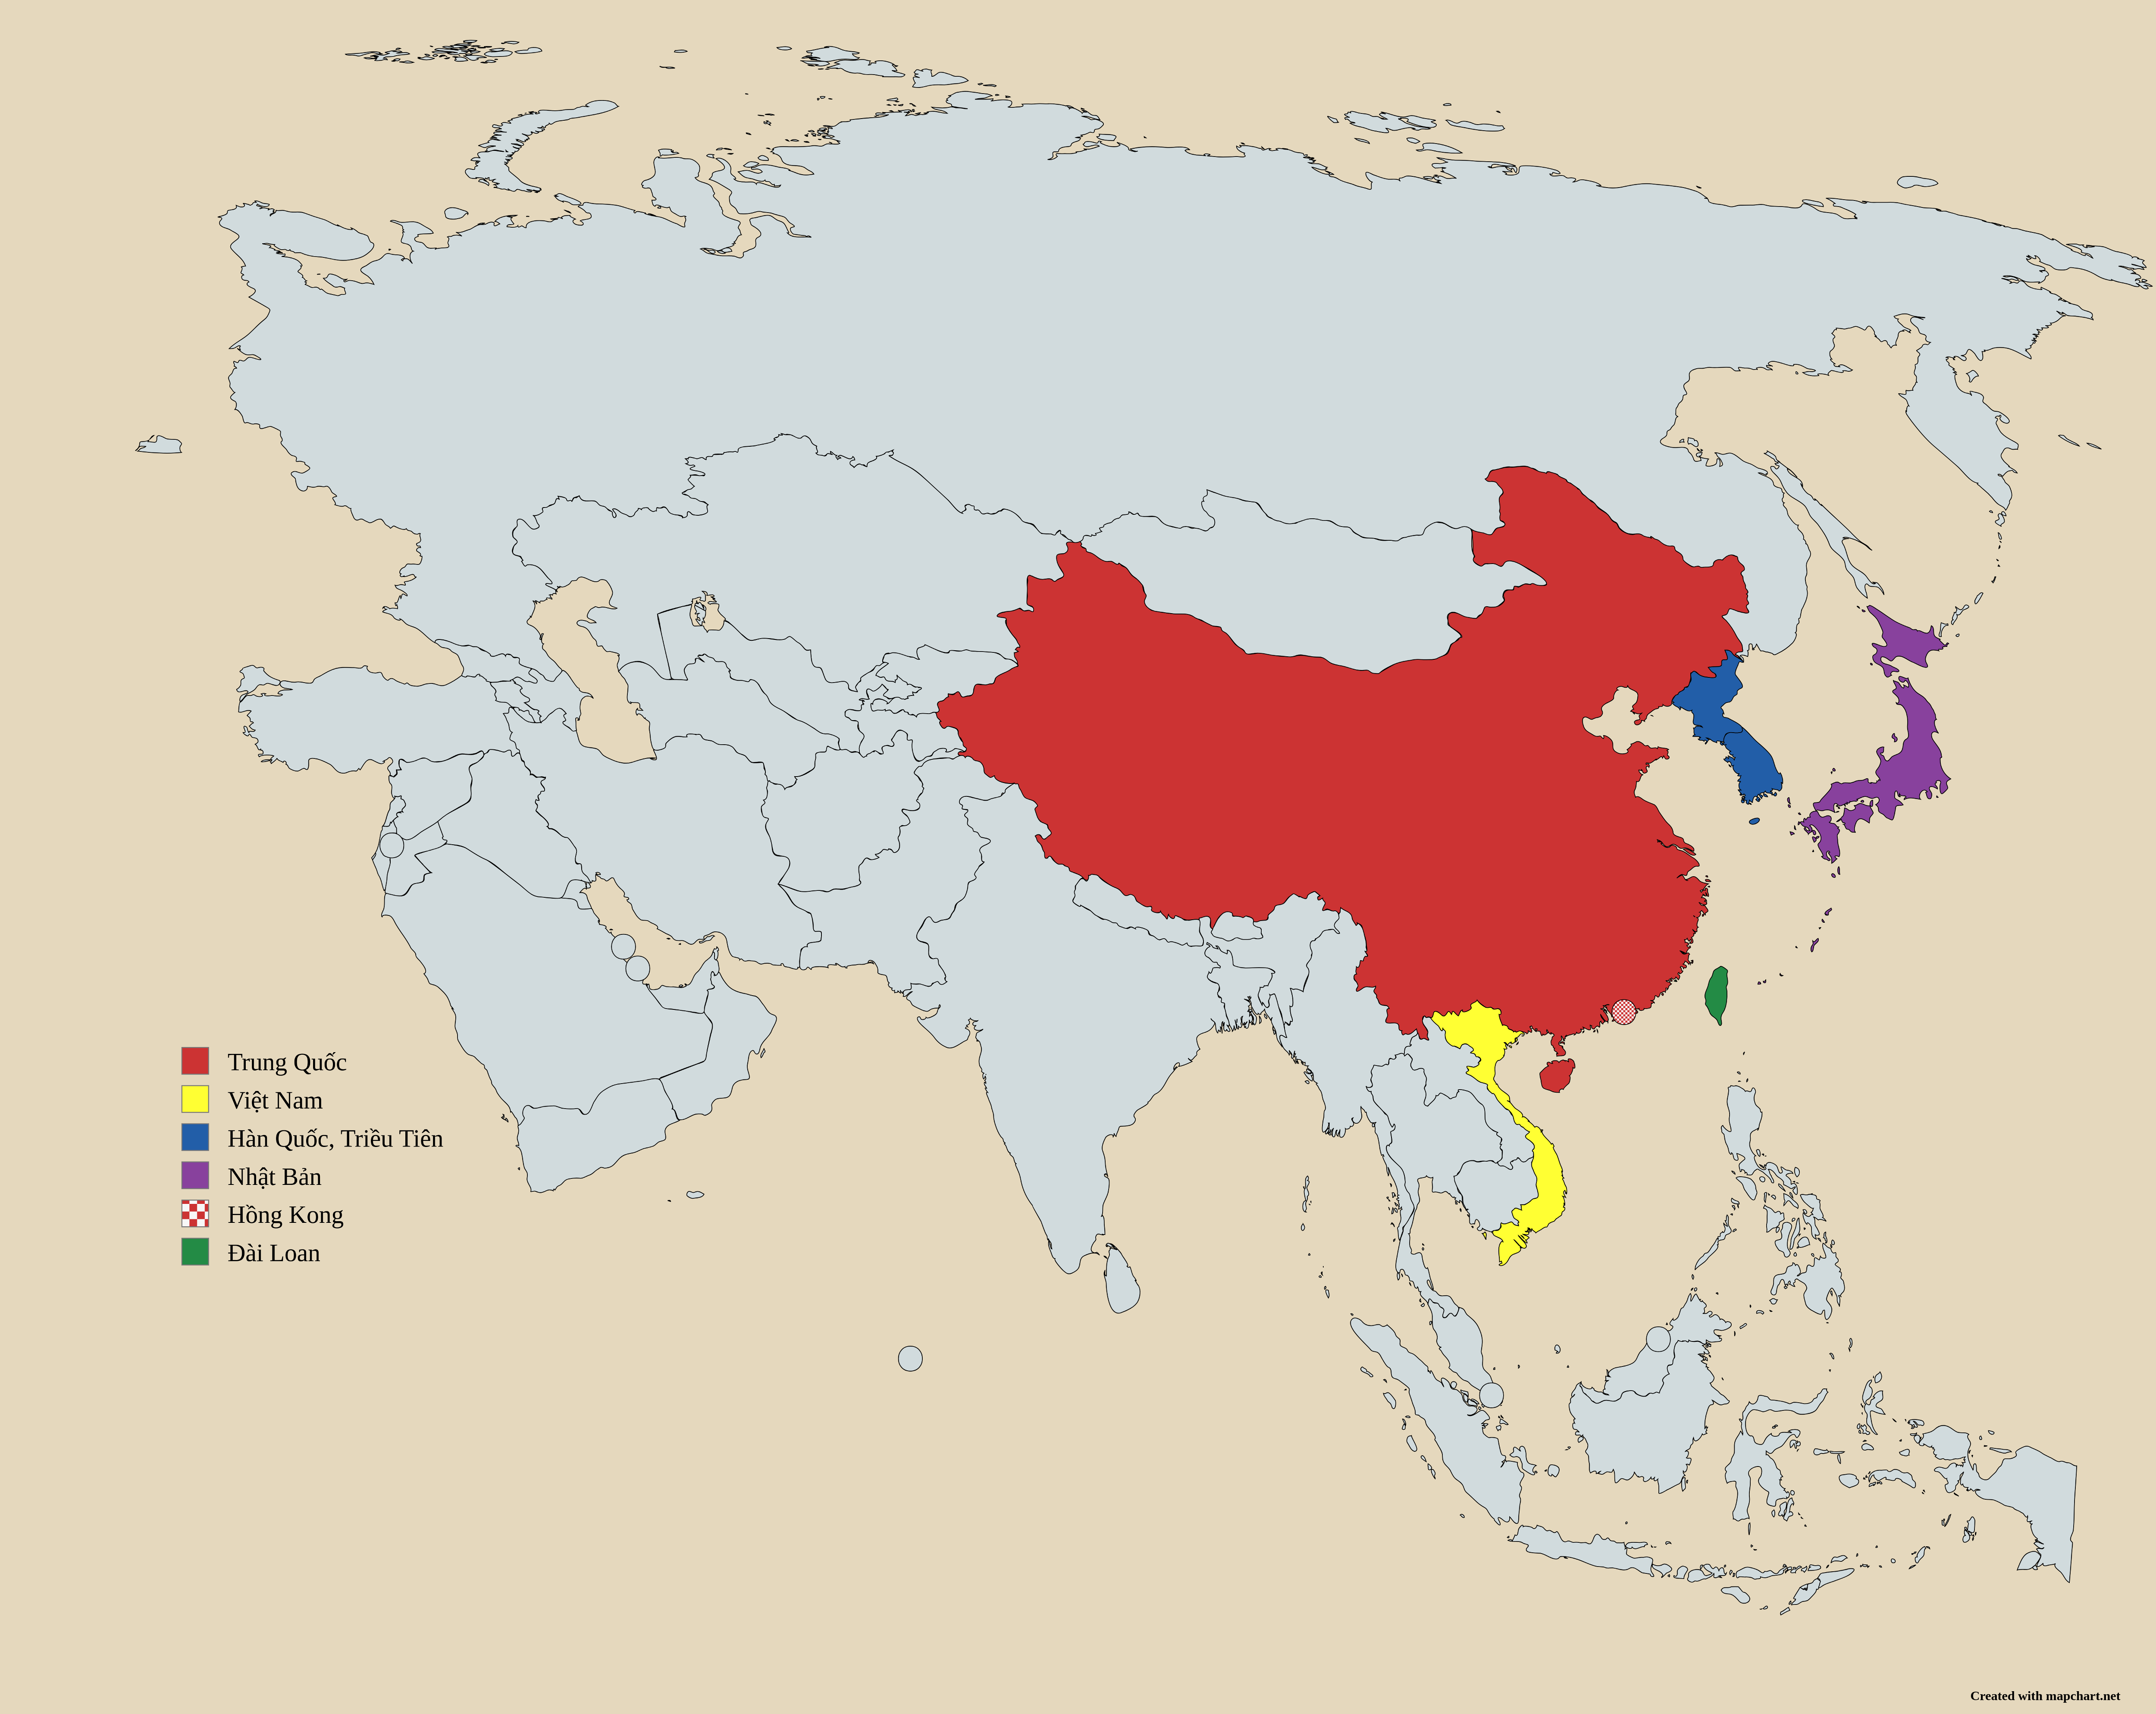 Trung Quốc
Việt Nam
Hàn Quốc, Triều Tiên
Nhật Bản
Hồng Kong
Đài Loan
Created with mapchart.net